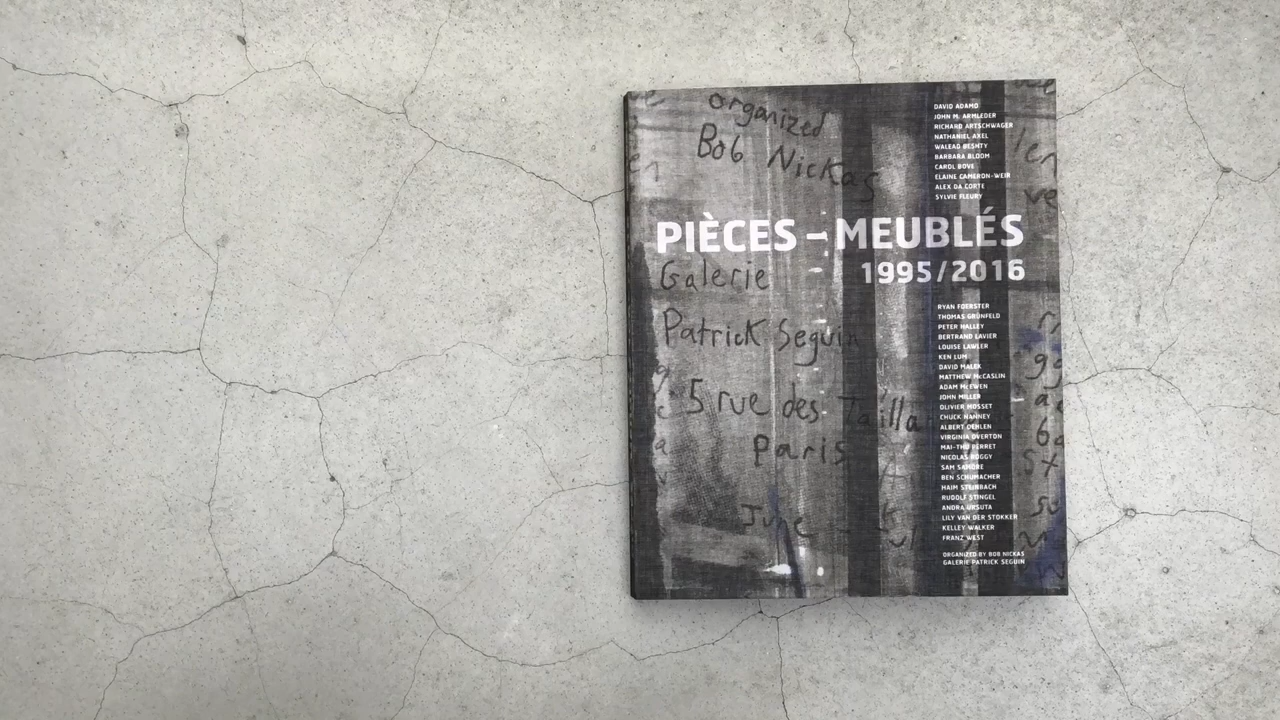 organized
Bob Nickas
DAVID ADAMO
JOHN M. ARMLEDER
RICHARD ARTSCHWAGER
NATHANIEL AXEL
WALEAD BESHTY
BARBARA BLOOM
CAROL BOVE
ELAINE CAMERON-WEIR
ALEX DA CORTE
SYLVIE FLEURY
PIÈCES – MEUBLÉS
1995/2016
Galerie
Patrick Seguin
5 rue des Tailla
Paris
June
RYAN FOERSTER
THOMAS GRÜNFELD
PETER HALLEY
BERTRAND LAVIER
LOUISE LAWLER
KEN LUM
DAVID MALEK
MATTHEW McCASLIN
ADAM McEWEN
JOHN MILLER
OLIVIER MOSSET
CHUCK NANNEY
ALBERT OEHLEN
VIRGINIA OVERTON
MAI-THU PERRET
NICOLAS ROGGY
SAM SAMORE
BEN SCHUMACHER
HAIM STEINBACH
RUDOLF STINGEL
ANDRA URSUTA
LILY VAN DER STOKKER
KELLEY WALKER
FRANZ WEST
ORGANIZED BY BOB NICKAS
GALERIE PATRICK SEGUIN